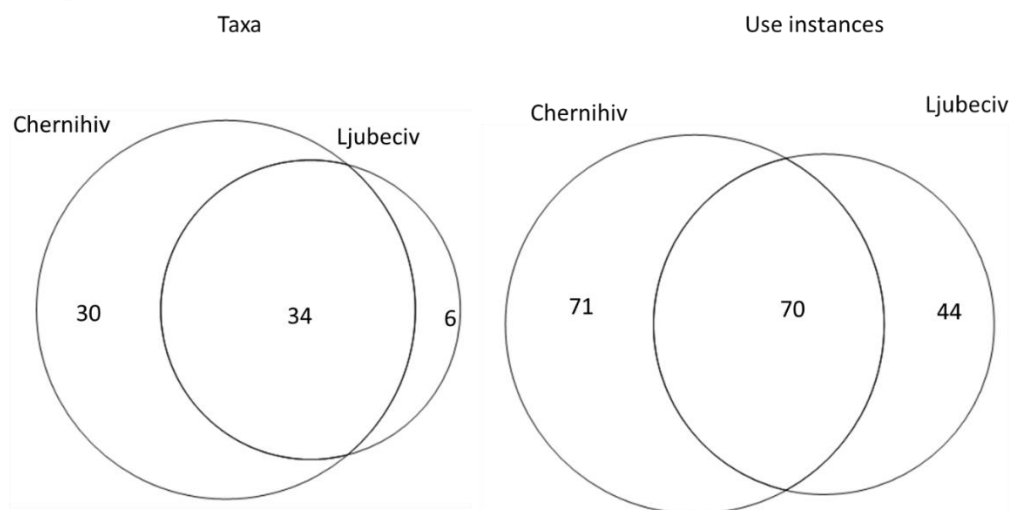 Taxa
Use instances
Chernihiv
Ljubeciv
30
34
6
Chernihiv
Ljubeciv
71
70
44